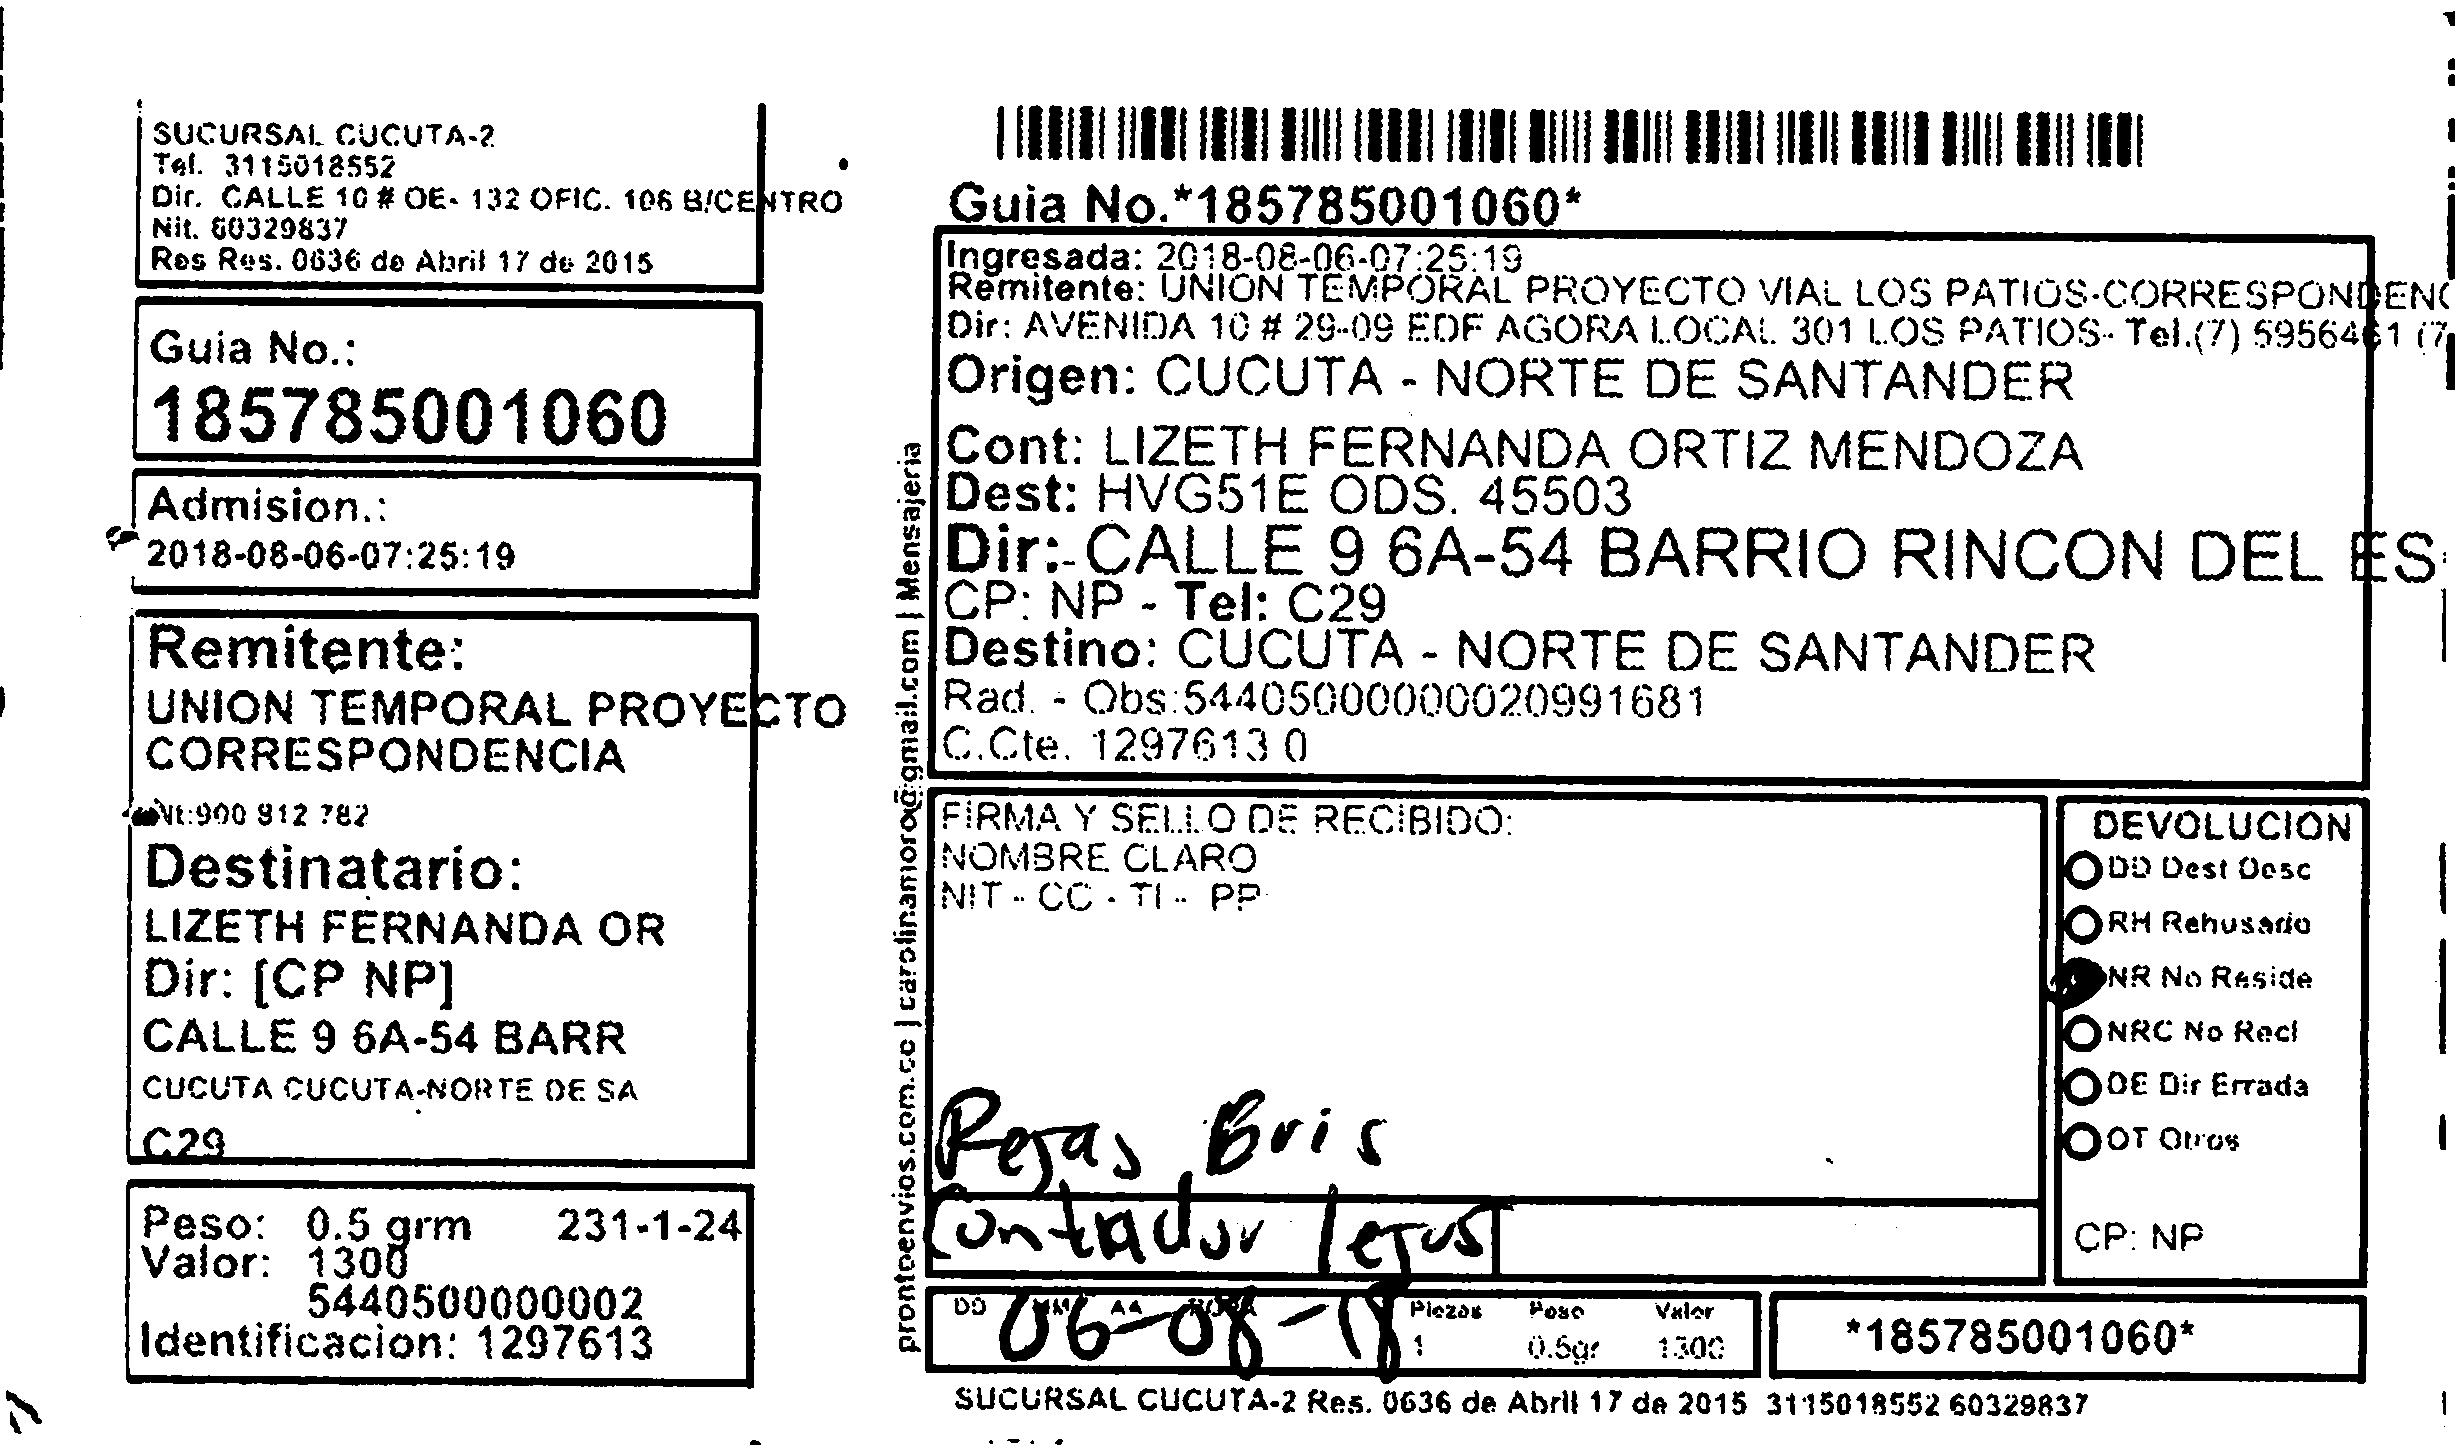 SUCURSAL CUCUTA-2
Tel. 3115018552
Dir. CALLE 10 # OE- 132 OFIC. 106 B/CENTRO
Nit. 60329837
Res Res. 0636 de Abril 17 de 2015
Guia No.:
185785001060
Admision.:
2018-08-06-07:25:19
Remitente:
UNION TEMPORAL PROYECTO
CORRESPONDENCIA
Nt:900 812 782
Destinatario:
LIZETH FERNANDA OR
Dir: [CP NP]
CALLE 9 6A-54 BARR
CUCUTA CUCUTA-NORTE DE SA
C29
Peso: 0.5 grm 231-1-24
Valor: 1300
5440500000002
Identificacion: 1297613
prontoenvios.com.co | carolinamoroq@gmail.com | Mensajeria
Guia No.*185785001060*
Ingresada: 2018-08-06-07:25:19
Remitente: UNION TEMPORAL PROYECTO VIAL LOS PATIOS-CORRESPONDENC
Dir: AVENIDA 10 # 29-09 EDF AGORA LOCAL 301 LOS PATIOS- Tel.(7) 5956461 (7
Origen: CUCUTA - NORTE DE SANTANDER
Cont: LIZETH FERNANDA ORTIZ MENDOZA
Dest: HVG51E ODS. 45503
Dir: CALLE 9 6A-54 BARRIO RINCON DEL ES
CP: NP - Tel: C29
Destino: CUCUTA - NORTE DE SANTANDER
Rad. - Obs:54405000000020991681
C.Cte. 1297613 0
FIRMA Y SELLO DE RECIBIDO:
NOMBRE CLARO
NIT - CC - TI - PP
Rejas Bris
Contador lejos
DEVOLUCION
DD Dest Desc
RH Rehusado
NR No Reside
NRC No Recl
DE Dir Errada
OT Otros
CP: NP
DD MM AA HORA Piezas Peso Valor
06-08-18 1 0.5gr 1300
*185785001060*
SUCURSAL CUCUTA-2 Res. 0636 de Abril 17 de 2015 3115018552 60329837